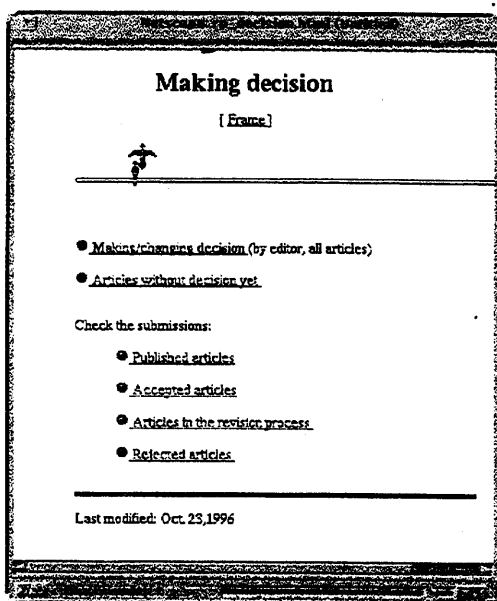 Making decision
[ Frame ]
Making/changing decision (by editor, all articles)
Articles without decision yet
Check the submissions:
Published articles
Accepted articles
Articles in the revision process
Rejected articles
Last modified: Oct. 23,1996